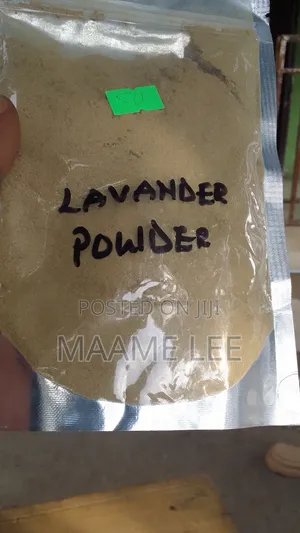 LAVANDER
POWDER
POSTED ON JIJI
MAAME LEE